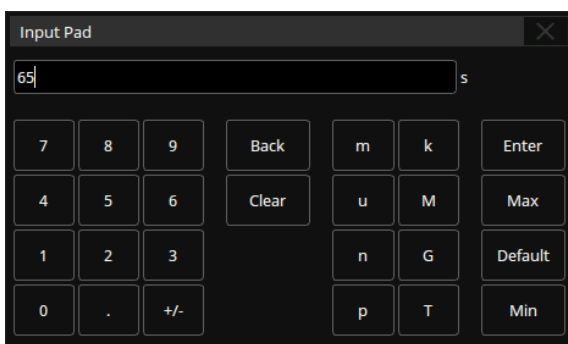 Input Pad
65 s
7 8 9 Back m k Enter
4 5 6 Clear u M Max
1 2 3 n G Default
0 . +/- p T Min